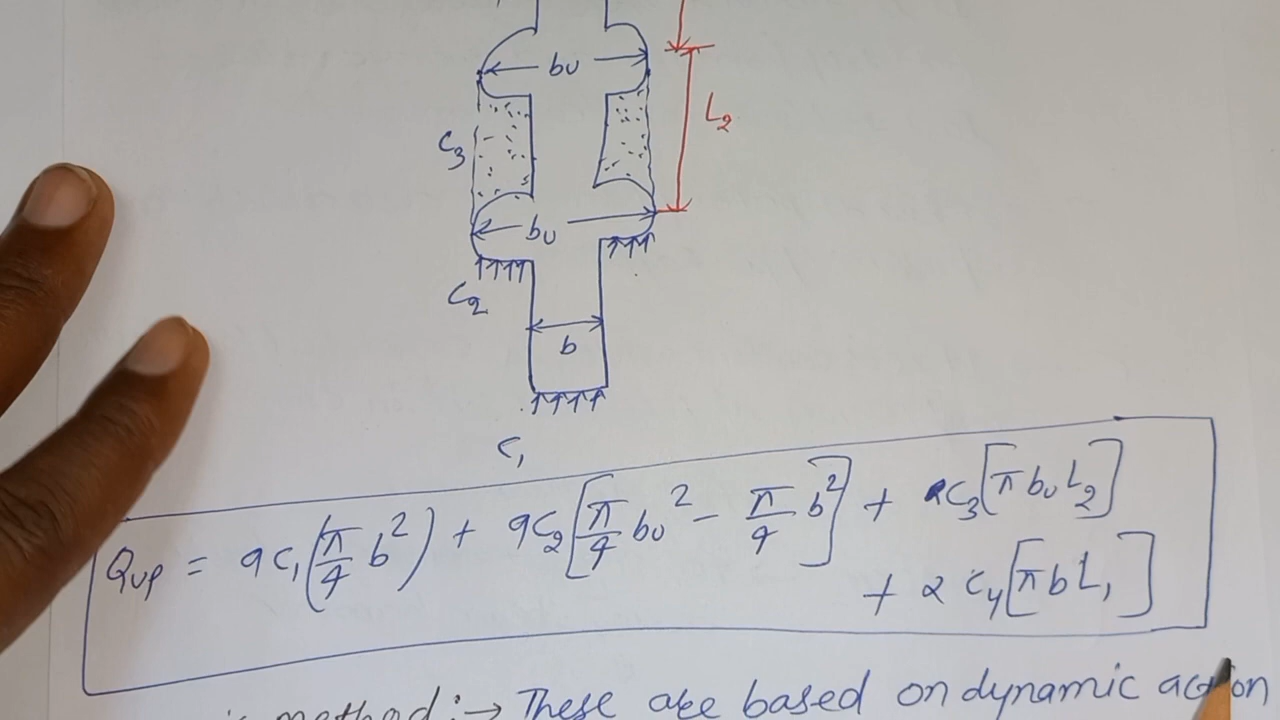 bu
L₂
C₃
bu
C₂
b
C₁
Qup = 9C₁(π/4 b²) + 9C₂[π/4 bu² - π/4 b²] + αC₃[π bu L₂]
+ α C₄[π b L₁]
method :→ These are based on dynamic action